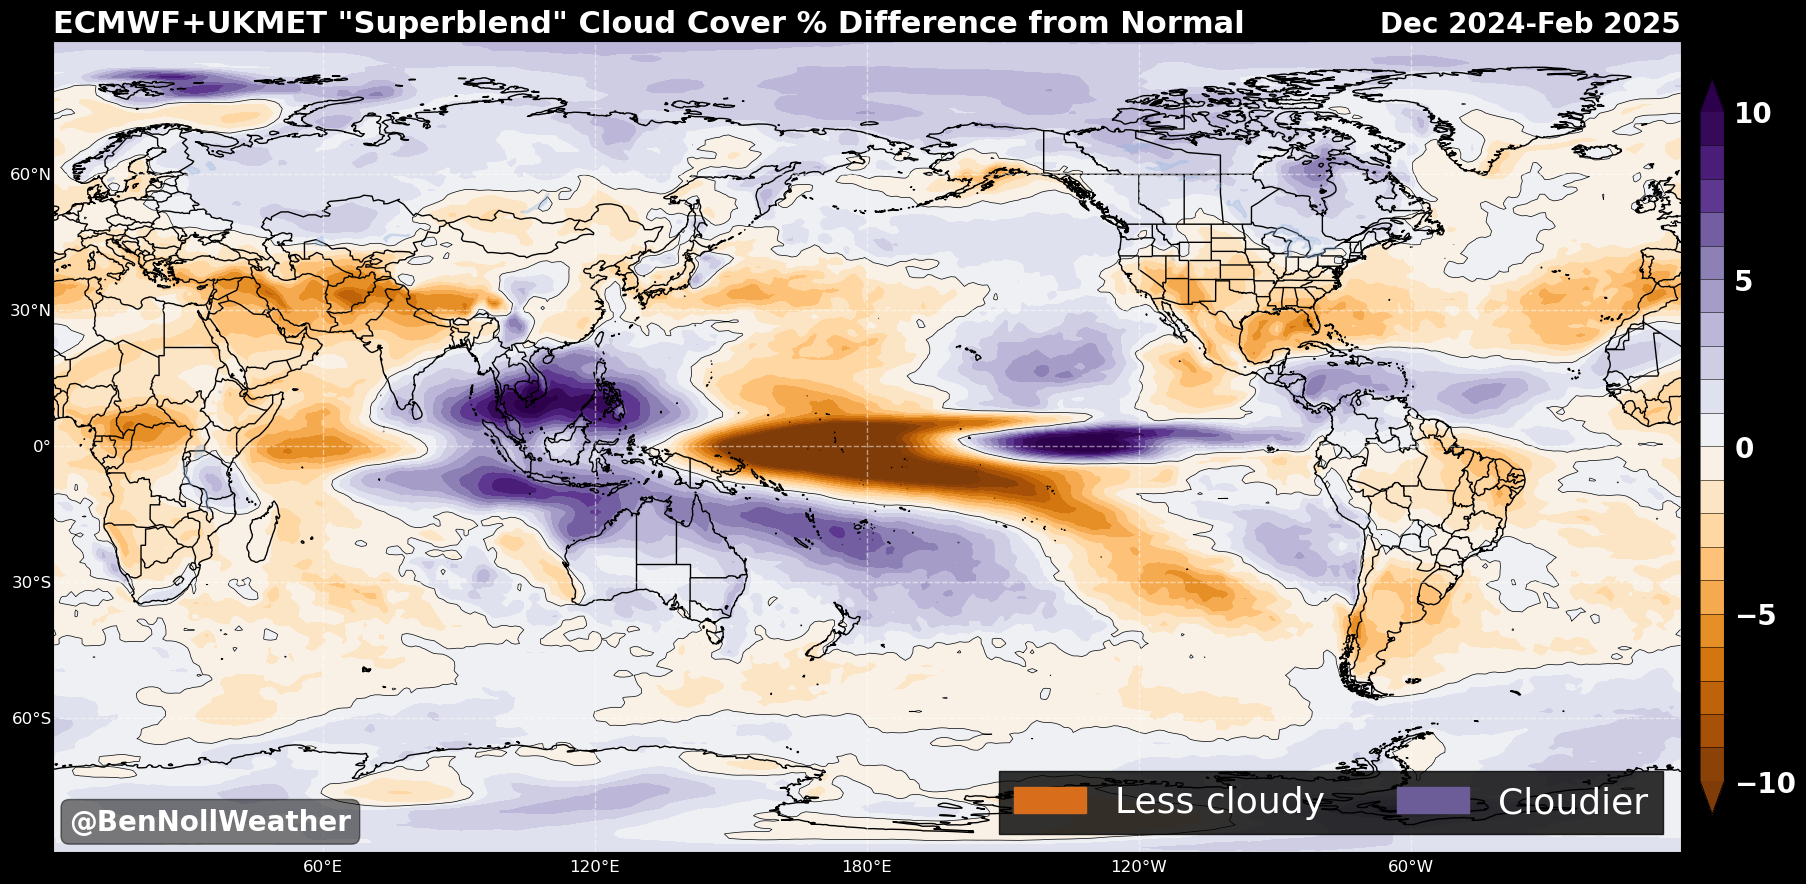 ECMWF+UKMET "Superblend" Cloud Cover % Difference from Normal
Dec 2024-Feb 2025
10
5
0
−5
−10
60°N
30°N
0°
30°S
60°S
60°E
120°E
180°E
120°W
60°W
Less cloudy
Cloudier
@BenNollWeather